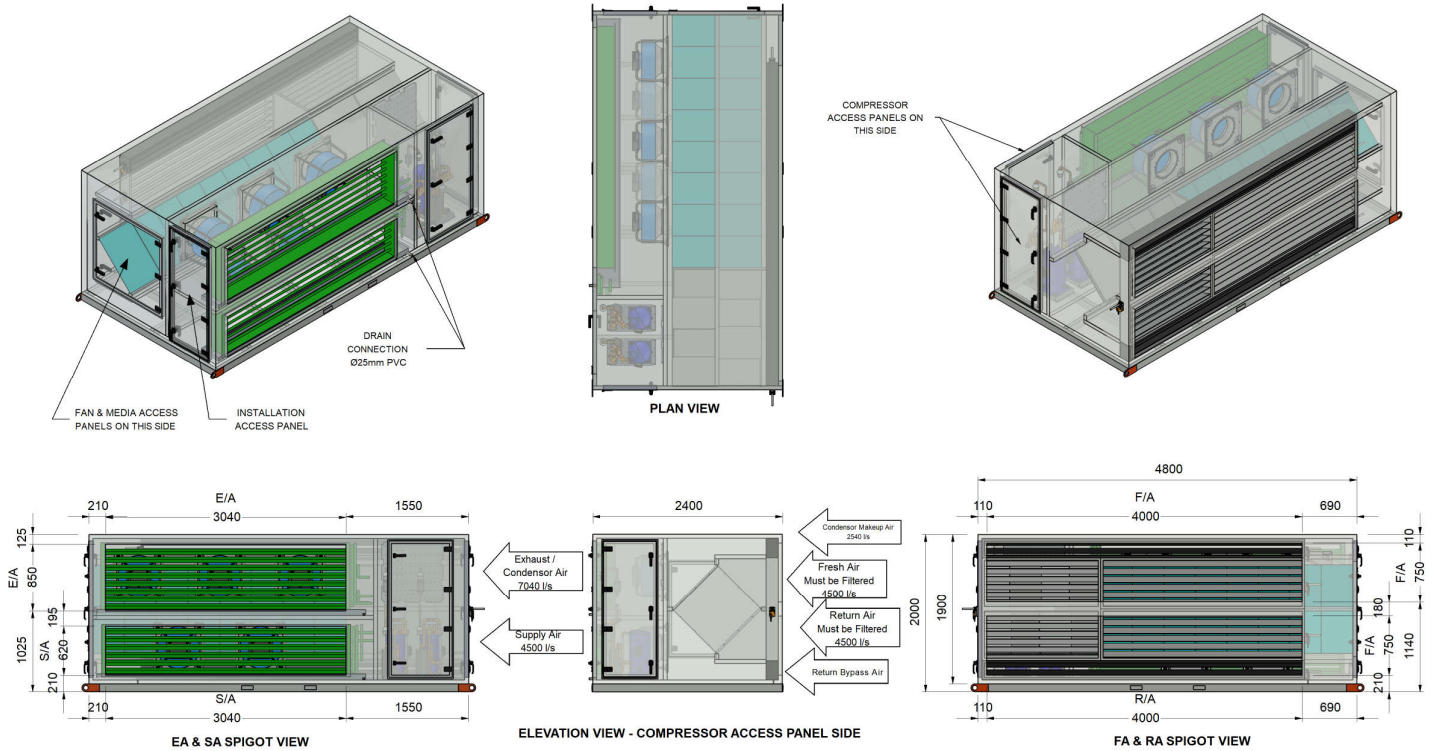 COMPRESSOR
ACCESS PANELS ON
THIS SIDE
DRAIN
CONNECTION
Ø25mm PVC
FAN & MEDIA ACCESS
PANELS ON THIS SIDE
INSTALLATION
ACCESS PANEL
PLAN VIEW
E/A
210
3040
1550
125
E/A
850
195
1025
S/A
620
210
S/A
210
3040
1550
EA & SA SPIGOT VIEW
Exhaust /
Condensor Air
7040 l/s
Supply Air
4500 l/s
2400
Condensor Makeup Air
2540 l/s
Fresh Air
Must be Filtered
4500 l/s
Return Air
Must be Filtered
4500 l/s
Return Bypass Air
ELEVATION VIEW - COMPRESSOR ACCESS PANEL SIDE
4800
F/A
110
4000
690
2000
1900
110
F/A
750
180
F/A
750
1140
210
R/A
110
4000
690
FA & RA SPIGOT VIEW